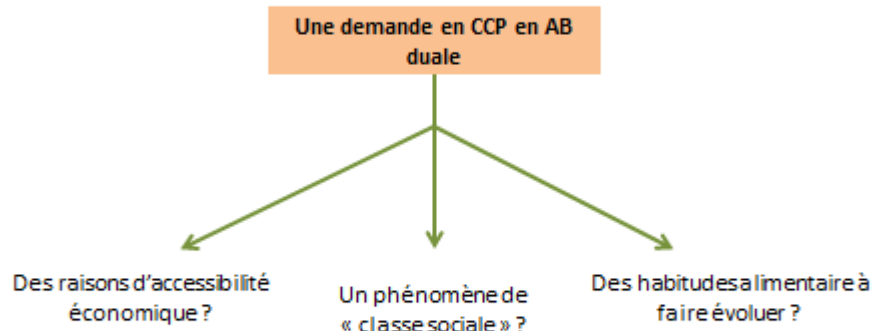 Une demande en CCP en AB
duale
Des raisons d'accessibilité
économique ?
Un phénomène de
« classe sociale » ?
Des habitudes alimentaire à
faire évoluer ?